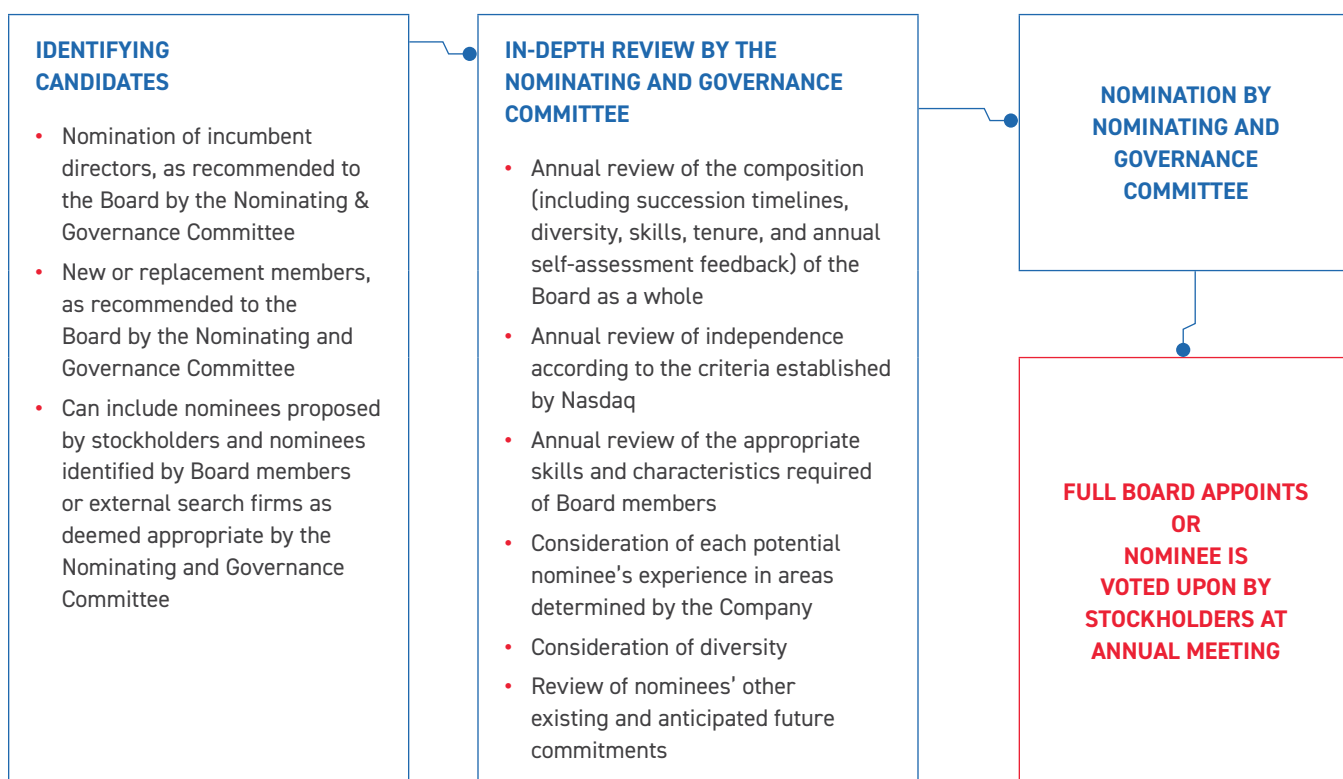 IDENTIFYING
CANDIDATES
• Nomination of incumbent
directors, as recommended to
the Board by the Nominating &
Governance Committee
• New or replacement members,
as recommended to the
Board by the Nominating and
Governance Committee
• Can include nominees proposed
by stockholders and nominees
identified by Board members
or external search firms as
deemed appropriate by the
Nominating and Governance
Committee
IN-DEPTH REVIEW BY THE
NOMINATING AND GOVERNANCE
COMMITTEE
• Annual review of the composition
(including succession timelines,
diversity, skills, tenure, and annual
self-assessment feedback) of the
Board as a whole
• Annual review of independence
according to the criteria established
by Nasdaq
• Annual review of the appropriate
skills and characteristics required
of Board members
• Consideration of each potential
nominee’s experience in areas
determined by the Company
• Consideration of diversity
• Review of nominees’ other
existing and anticipated future
commitments
NOMINATION BY
NOMINATING AND
GOVERNANCE
COMMITTEE
FULL BOARD APPOINTS
OR
NOMINEE IS
VOTED UPON BY
STOCKHOLDERS AT
ANNUAL MEETING